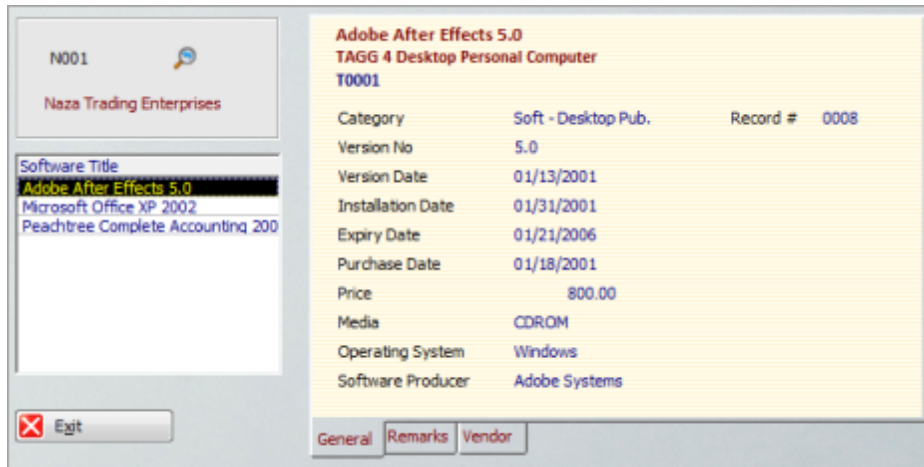 N001
Naza Trading Enterprises
Software Title
Adobe After Effects 5.0
Microsoft Office XP 2002
Peachtree Complete Accounting 200
Exit
Adobe After Effects 5.0
TAGG 4 Desktop Personal Computer
T0001
Category Soft - Desktop Pub. Record # 0008
Version No 5.0
Version Date 01/13/2001
Installation Date 01/31/2001
Expiry Date 01/21/2006
Purchase Date 01/18/2001
Price 800.00
Media CDROM
Operating System Windows
Software Producer Adobe Systems
General Remarks Vendor